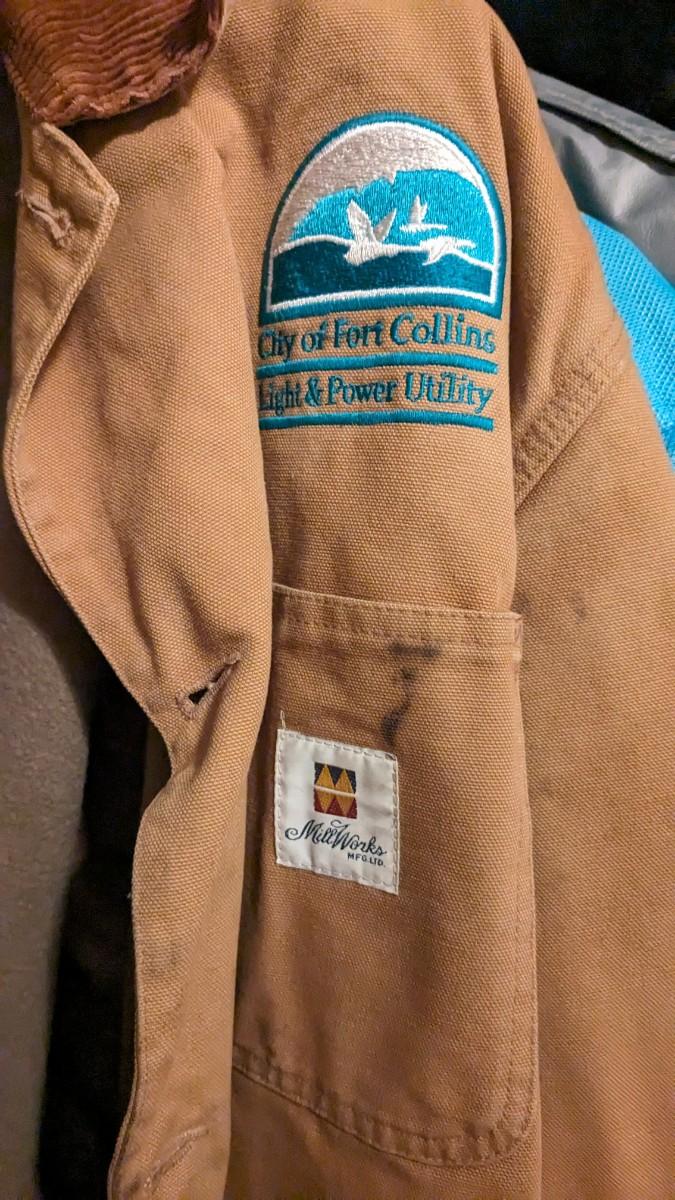 City of Fort Collins
Light & Power Utility
MillWorks
MFG. LTD.